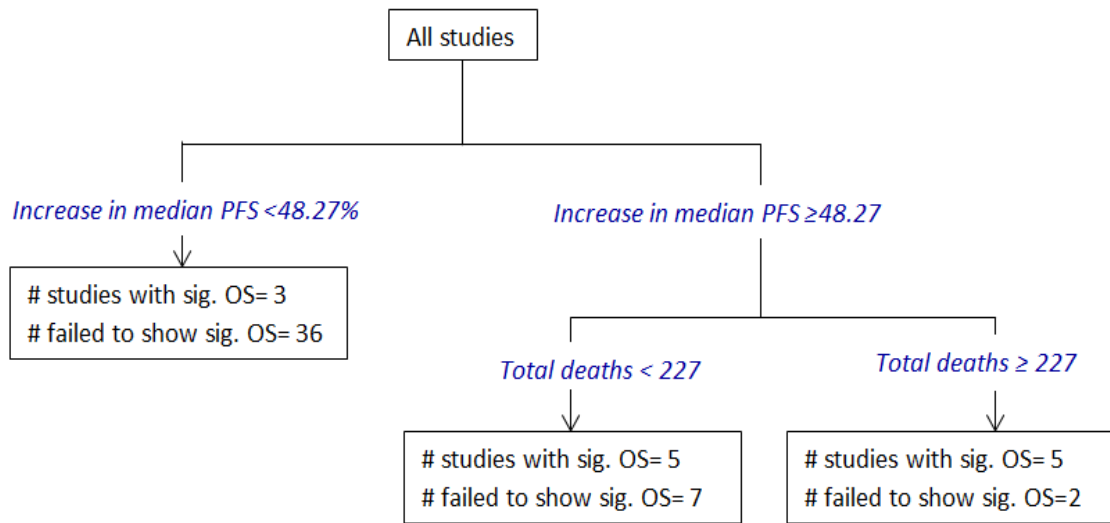 All studies
Increase in median PFS <48.27%
Increase in median PFS ≥48.27
# studies with sig. OS= 3
# failed to show sig. OS= 36
Total deaths < 227
Total deaths ≥ 227
# studies with sig. OS= 5
# failed to show sig. OS= 7
# studies with sig. OS= 5
# failed to show sig. OS=2